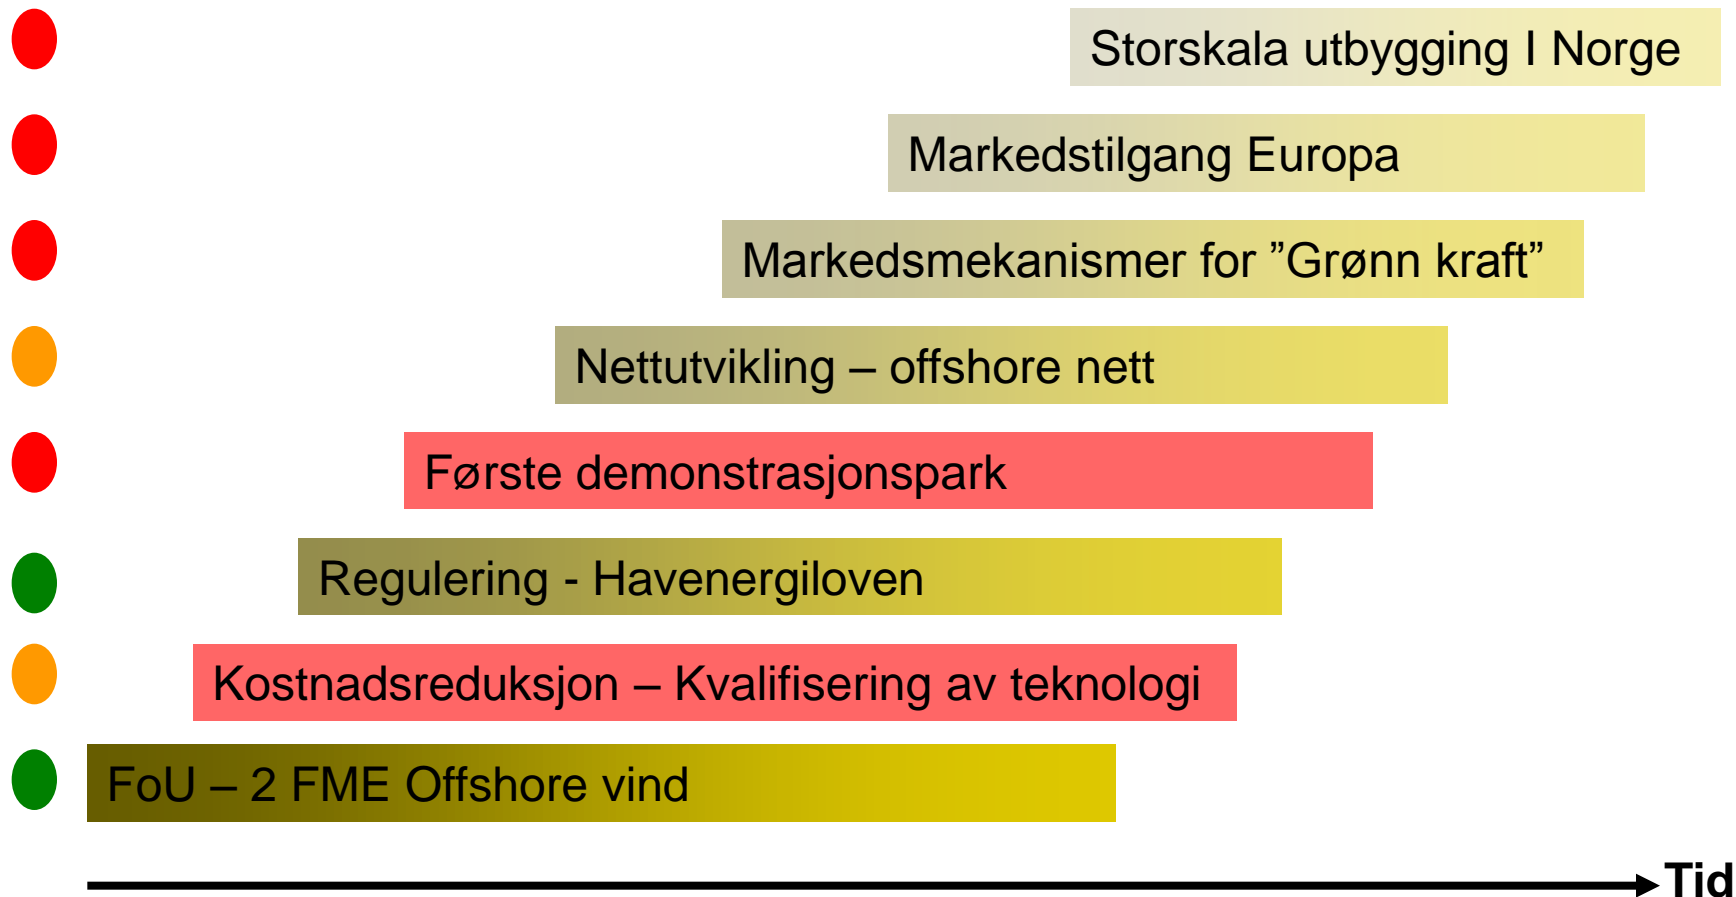 Storskala utbygging I Norge
Markedstilgang Europa
Markedsmekanismer for ”Grønn kraft”
Nettutvikling – offshore nett
Første demonstrasjonspark
Regulering - Havenergiloven
Kostnadsreduksjon – Kvalifisering av teknologi
FoU – 2 FME Offshore vind
Tid